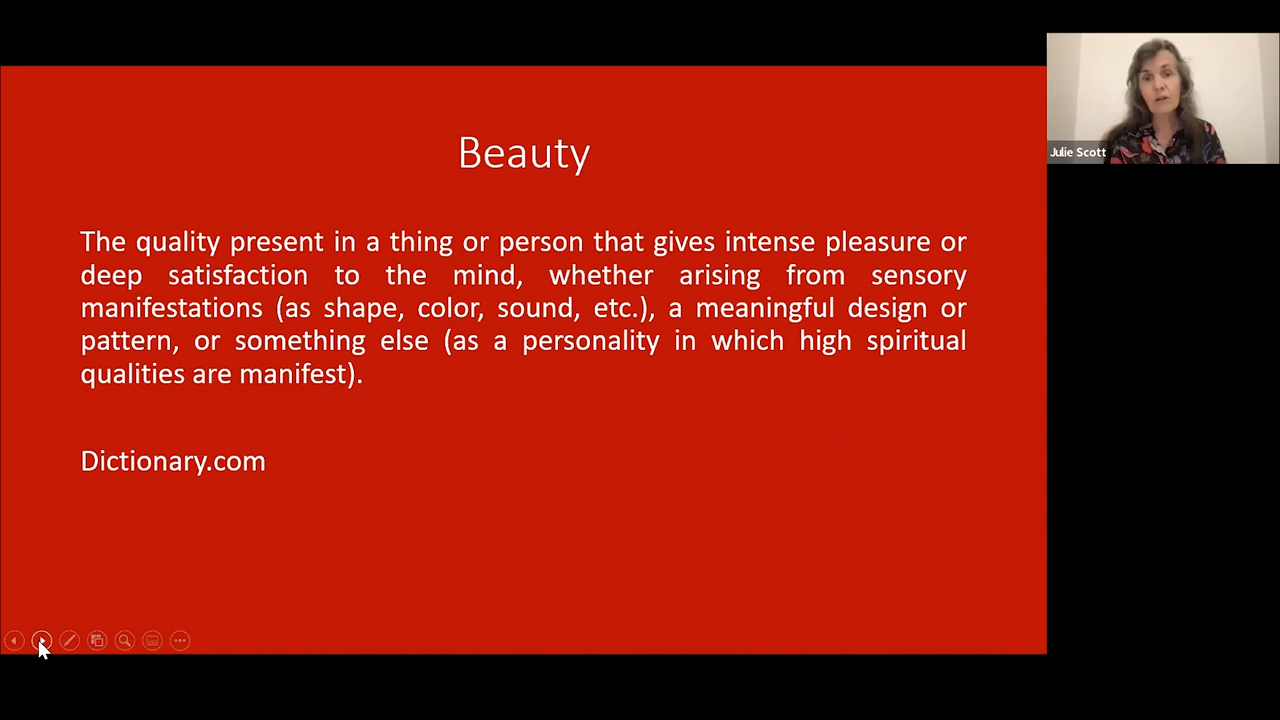 Beauty
The quality present in a thing or person that gives intense pleasure or
deep satisfaction to the mind, whether arising from sensory
manifestations (as shape, color, sound, etc.), a meaningful design or
pattern, or something else (as a personality in which high spiritual
qualities are manifest).
Dictionary.com
Julie Scott